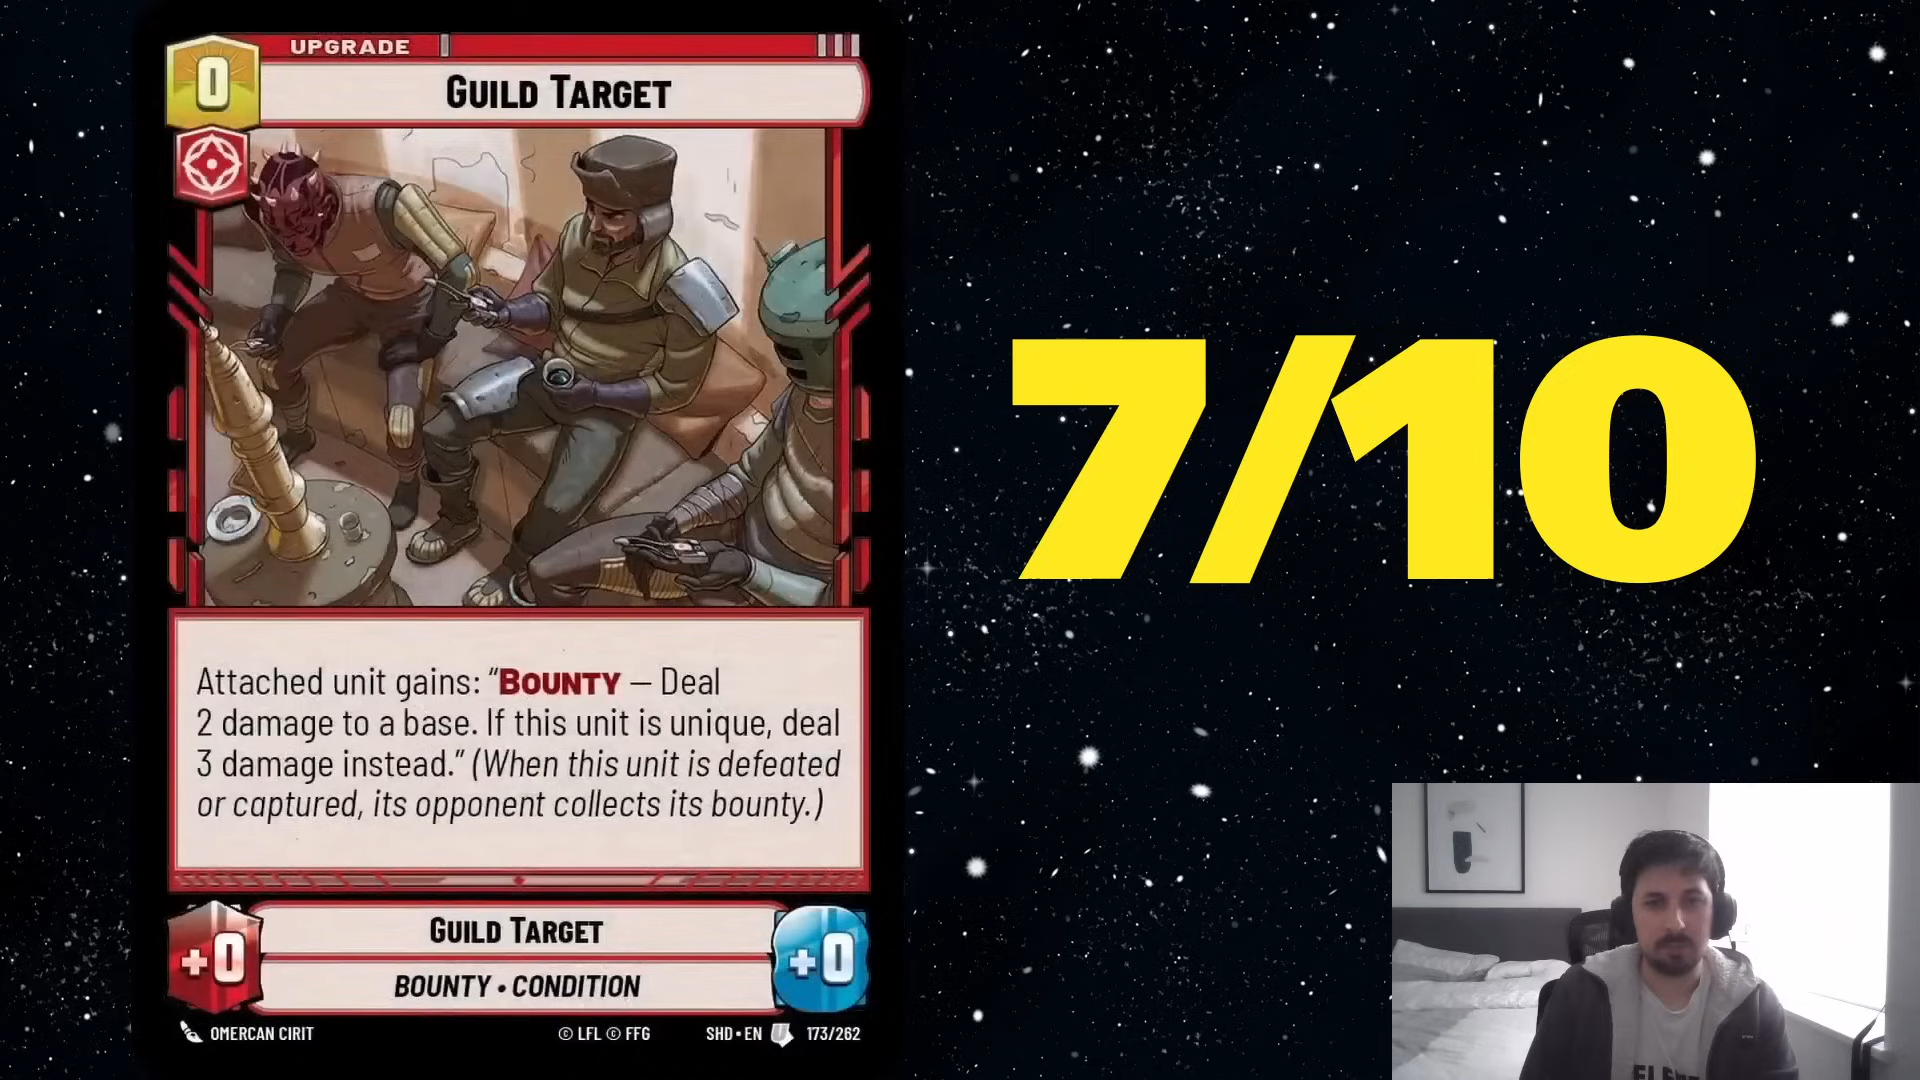 UPGRADE
0
GUILD TARGET
Attached unit gains: “BOUNTY – Deal
2 damage to a base. If this unit is unique, deal
3 damage instead.” (When this unit is defeated
or captured, its opponent collects its bounty.)
+0
GUILD TARGET
+0
BOUNTY • CONDITION
OMERCAN CIRIT
© LFL © FFG
SHD • EN
173/262
7/10